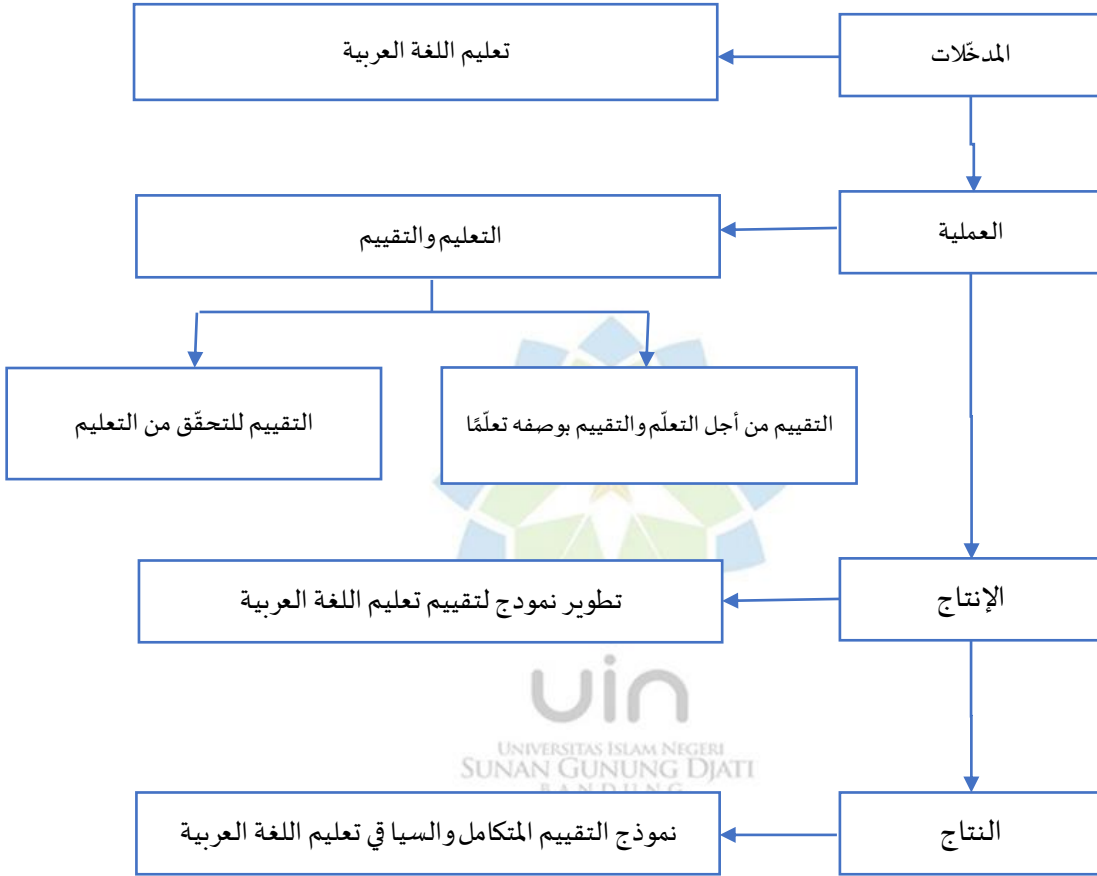 المدخّلات
تعليم اللغة العربية
العملية
التعليم والتقييم
التقييم من أجل التعلّم والتقييم بوصفه تعلّمًا
التقييم للتحقّق من التعليم
الإنتاج
تطوير نمودج لتقييم تعليم اللغة العربية
uin
UNIVERSITAS ISLAM NEGERI
SUNAN GUNUNG DJATI
BANDUNG
النتاج
نموذج التقييم المتكامل والسيا قي تعليم اللغة العربية